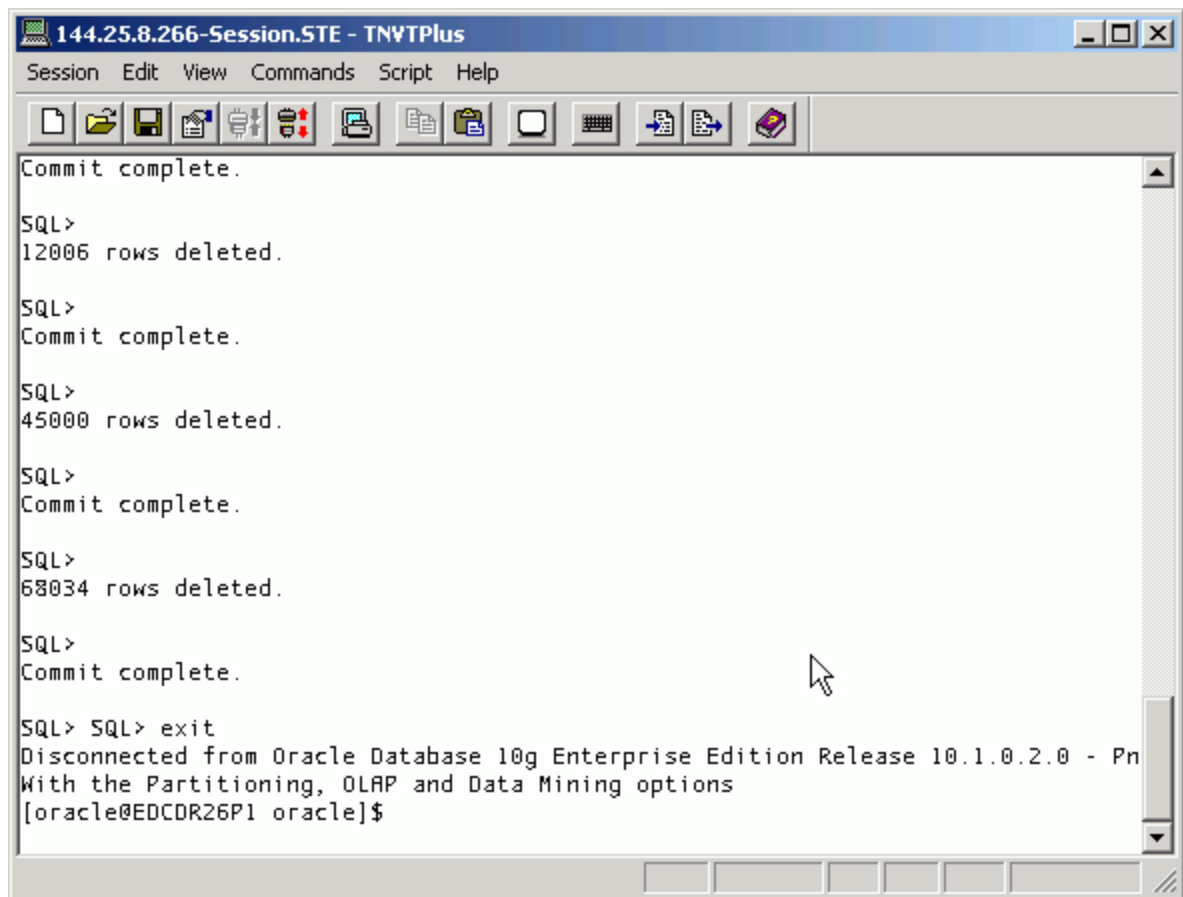 144.25.8.266-Session.STE - TNVTPlus
Session Edit View Commands Script Help
Commit complete.
SQL>
12006 rows deleted.
SQL>
Commit complete.
SQL>
45000 rows deleted.
SQL>
Commit complete.
SQL>
68034 rows deleted.
SQL>
Commit complete.
SQL> SQL> exit
Disconnected from Oracle Database 10g Enterprise Edition Release 10.1.0.2.0 - Pn
With the Partitioning, OLAP and Data Mining options
[oracle@EDCDR26P1 oracle]$